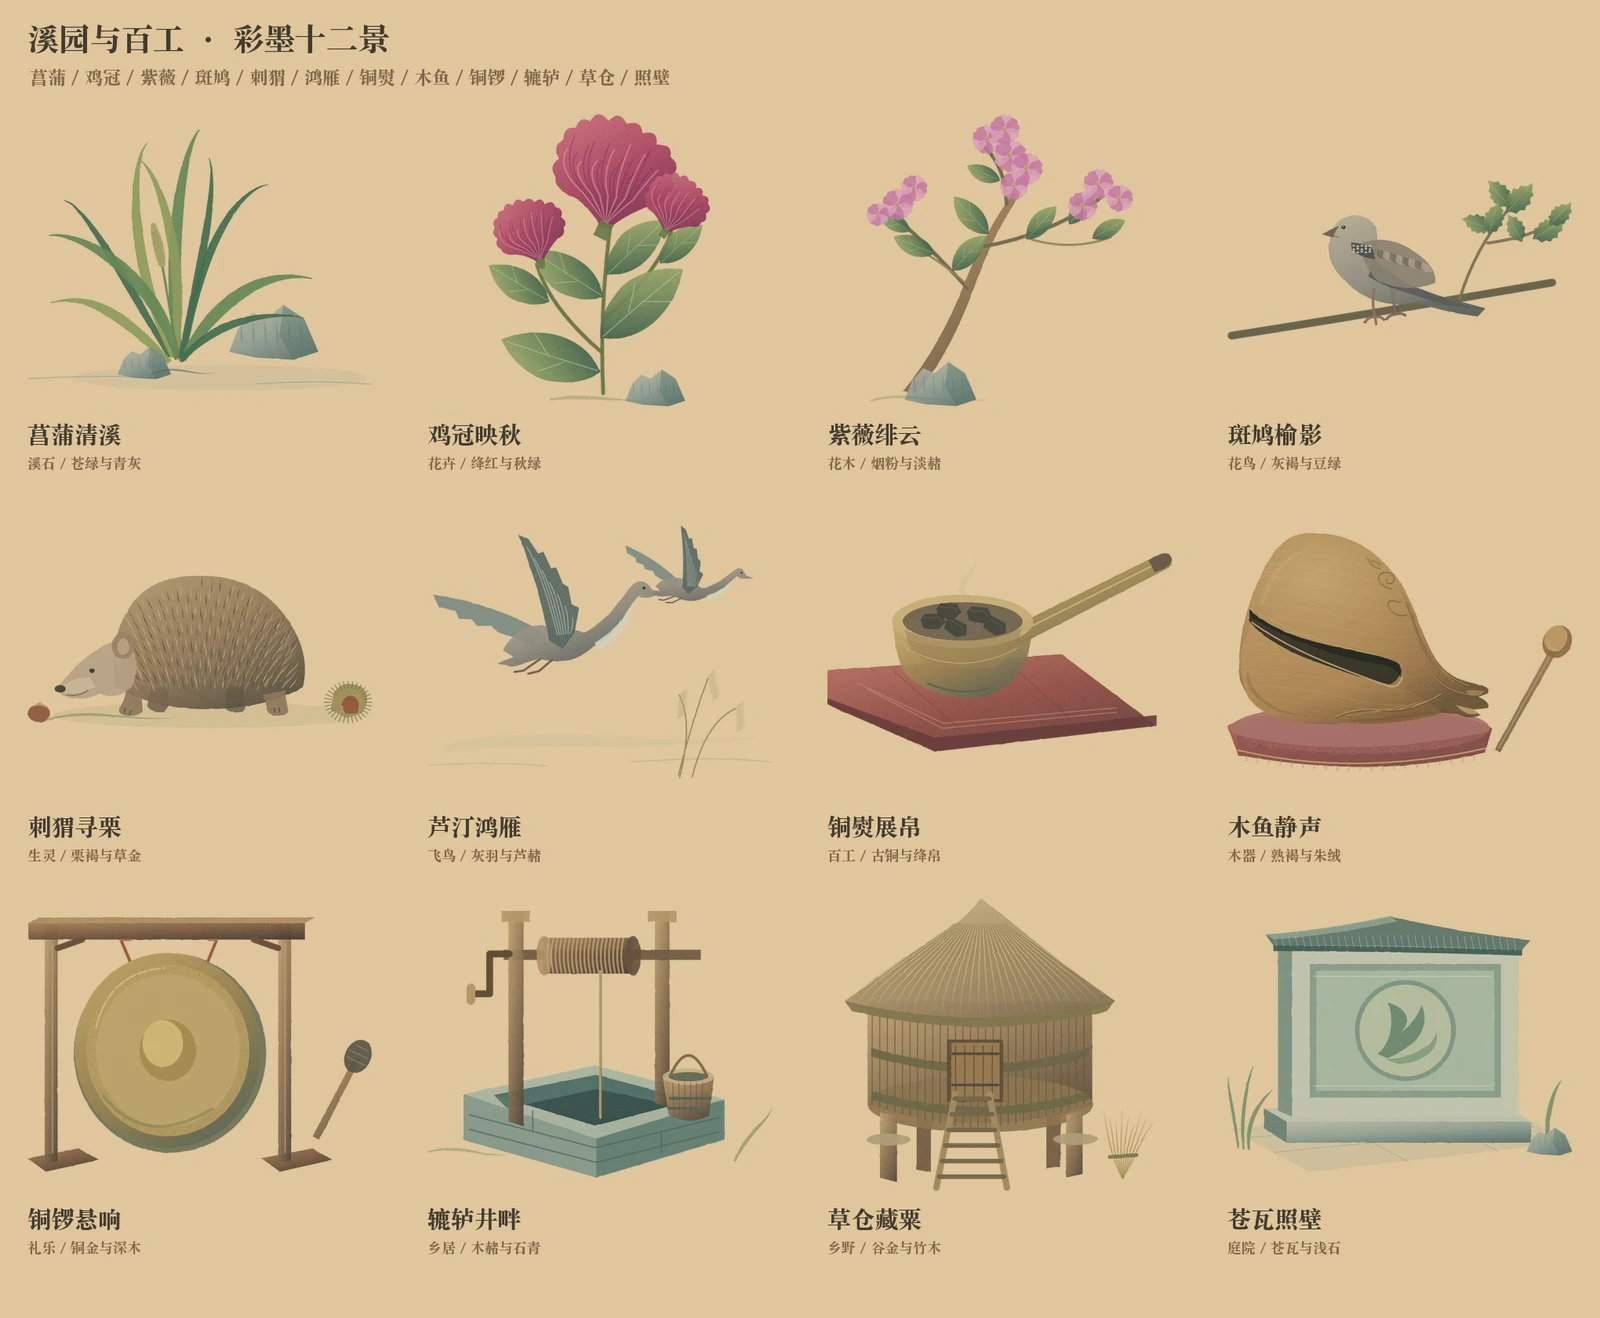 溪园与百工 · 彩墨十二景
菖蒲 / 鸡冠 / 紫薇 / 斑鸠 / 刺猬 / 鸿雁 / 铜熨 / 木鱼 / 铜锣 / 辘轳 / 草仓 / 照壁
菖蒲清溪
溪石 / 苍绿与青灰
鸡冠映秋
花卉 / 绛红与秋绿
紫薇绯云
花木 / 烟粉与淡赭
斑鸠榆影
花鸟 / 灰褐与豆绿
刺猬寻栗
生灵 / 栗褐与草金
芦汀鸿雁
飞鸟 / 灰羽与芦赭
铜熨展帛
百工 / 古铜与绛帛
木鱼静声
木器 / 熟褐与朱绒
铜锣悬响
礼乐 / 铜金与深木
辘轳井畔
乡居 / 木赭与石青
草仓藏粟
乡野 / 谷金与竹木
苍瓦照壁
庭院 / 苍瓦与浅石